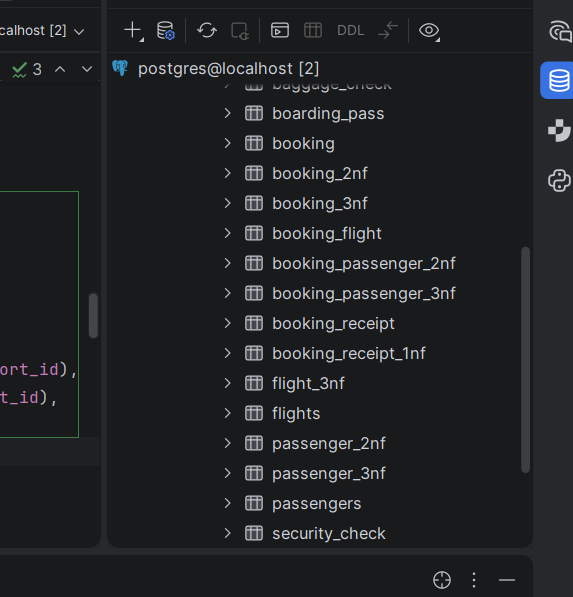 calhost [2]
DDL
3
postgres@localhost [2]
baggage_check
boarding_pass
booking
booking_2nf
booking_3nf
booking_flight
booking_passenger_2nf
booking_passenger_3nf
booking_receipt
booking_receipt_1nf
flight_3nf
ort_id),
t_id),
flights
passenger_2nf
passenger_3nf
passengers
security_check